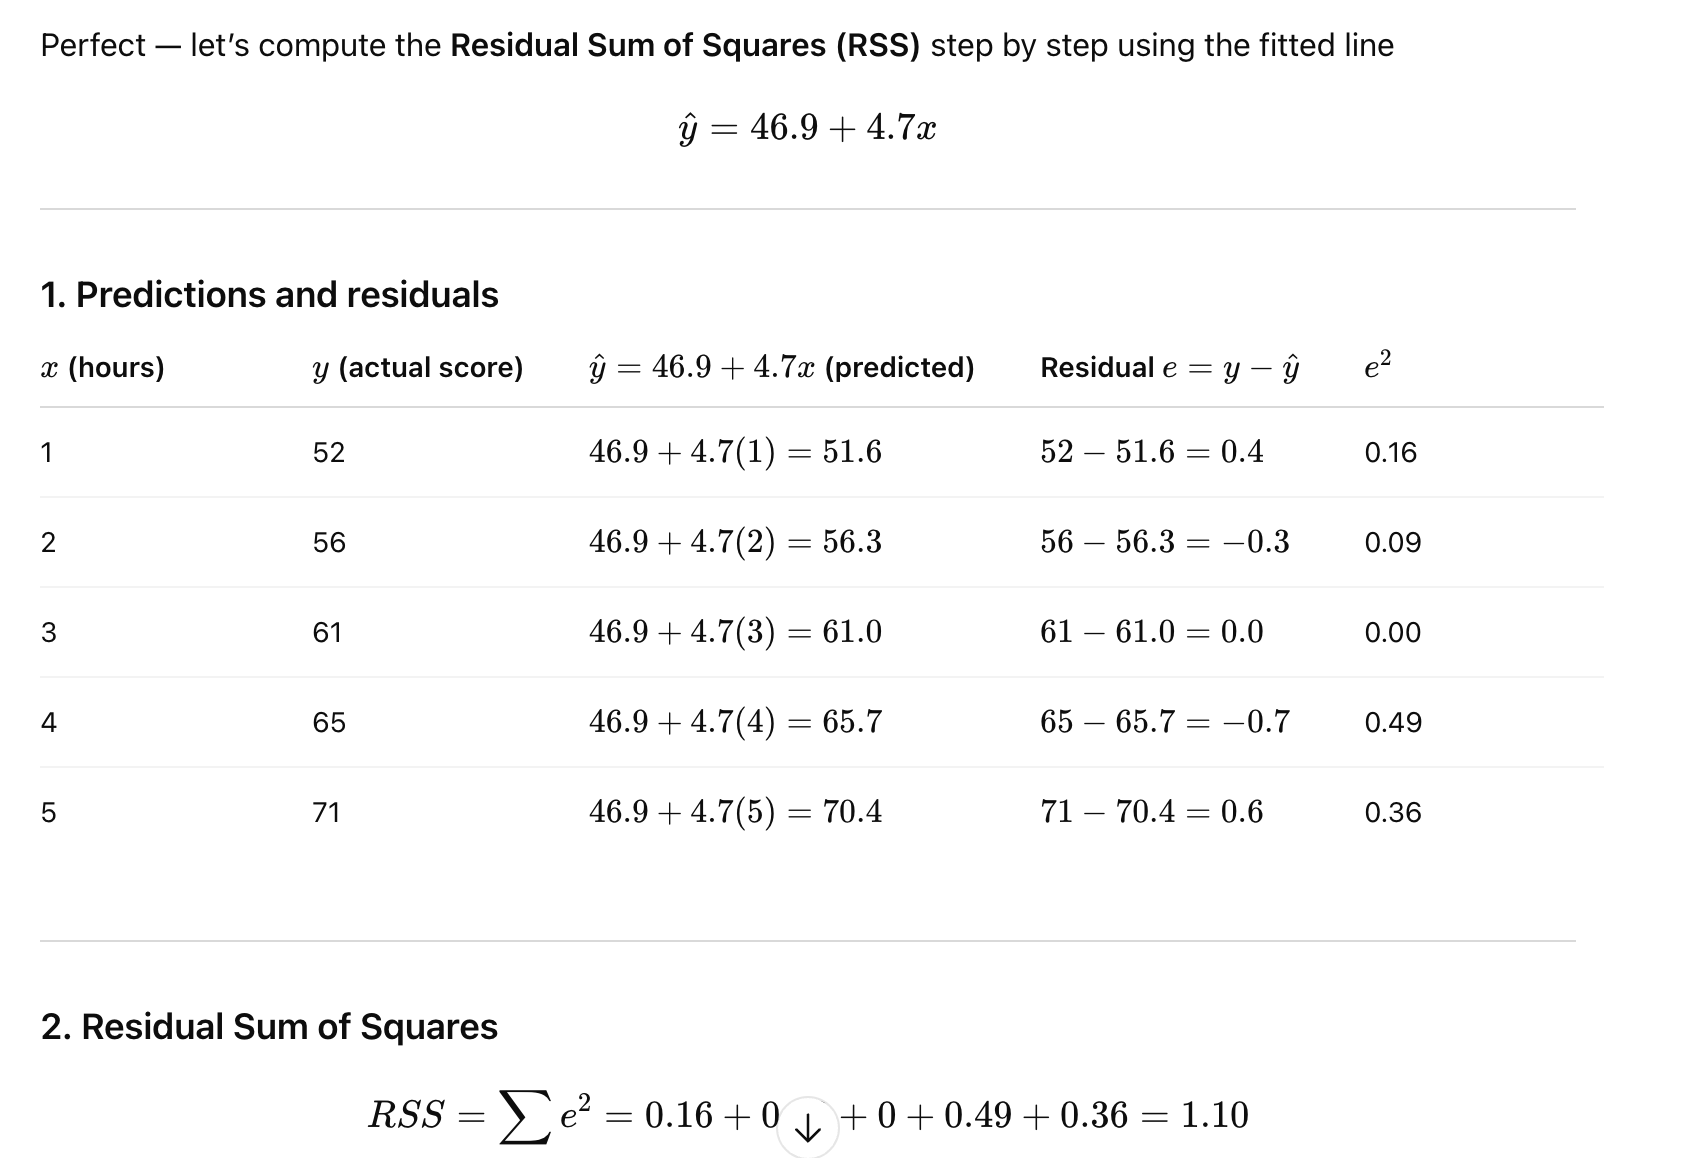 Perfect — let's compute the Residual Sum of Squares (RSS) step by step using the fitted line
ŷ = 46.9 + 4.7x
1. Predictions and residuals
x (hours) y (actual score) ŷ = 46.9 + 4.7x (predicted) Residual e = y − ŷ e²
1 52 46.9 + 4.7(1) = 51.6 52 − 51.6 = 0.4 0.16
2 56 46.9 + 4.7(2) = 56.3 56 − 56.3 = −0.3 0.09
3 61 46.9 + 4.7(3) = 61.0 61 − 61.0 = 0.0 0.00
4 65 46.9 + 4.7(4) = 65.7 65 − 65.7 = −0.7 0.49
5 71 46.9 + 4.7(5) = 70.4 71 − 70.4 = 0.6 0.36
2. Residual Sum of Squares
RSS = ∑ e² = 0.16 + 0 + 0 + 0.49 + 0.36 = 1.10